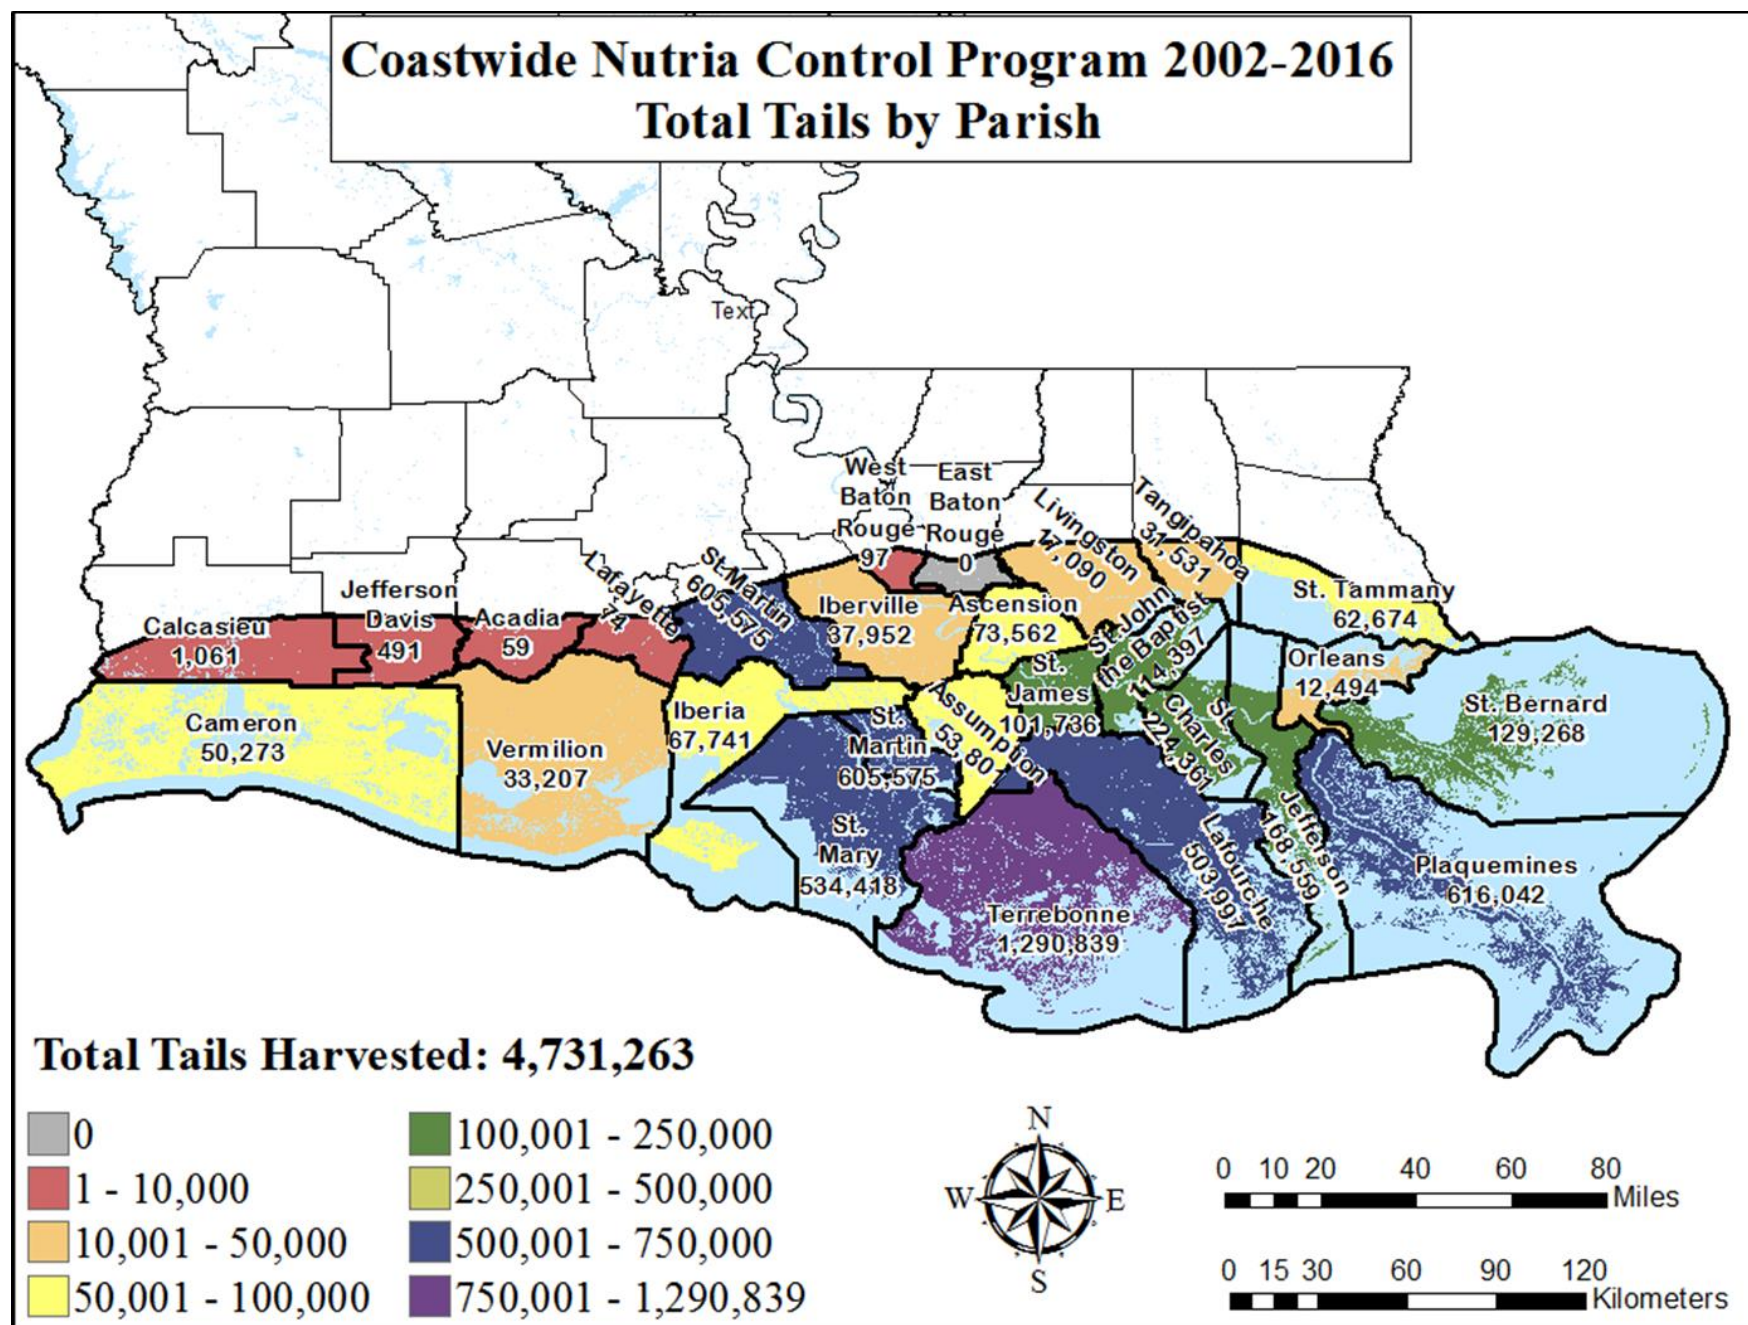 Coastwide Nutria Control Program 2002-2016
Total Tails by Parish
Text
West
Baton
Rouge
97
East
Baton
Rouge
0
Livingston
17,090
Tangipahoa
31,531
St. Tammany
62,674
Calcasieu
1,061
Jefferson
Davis
491
Acadia
59
Lafayette
74
St.Martin
605,575
Iberville
37,952
Ascension
73,562
St. John
the Baptist
114,397
St.
James
101,736
St.
Charles
224,361
Orleans
12,494
St. Bernard
129,268
Cameron
50,273
Vermilion
33,207
Iberia
67,741
St.
Martin
605,575
Assumption
53,807
St.
Mary
534,418
Terrebonne
1,290,839
Lafourche
503,997
Jefferson
168,559
Plaquemines
616,042
Total Tails Harvested: 4,731,263
0
1 - 10,000
10,001 - 50,000
50,001 - 100,000
100,001 - 250,000
250,001 - 500,000
500,001 - 750,000
750,001 - 1,290,839
N
W E
S
0 10 20 40 60 80
Miles
0 15 30 60 90 120
Kilometers